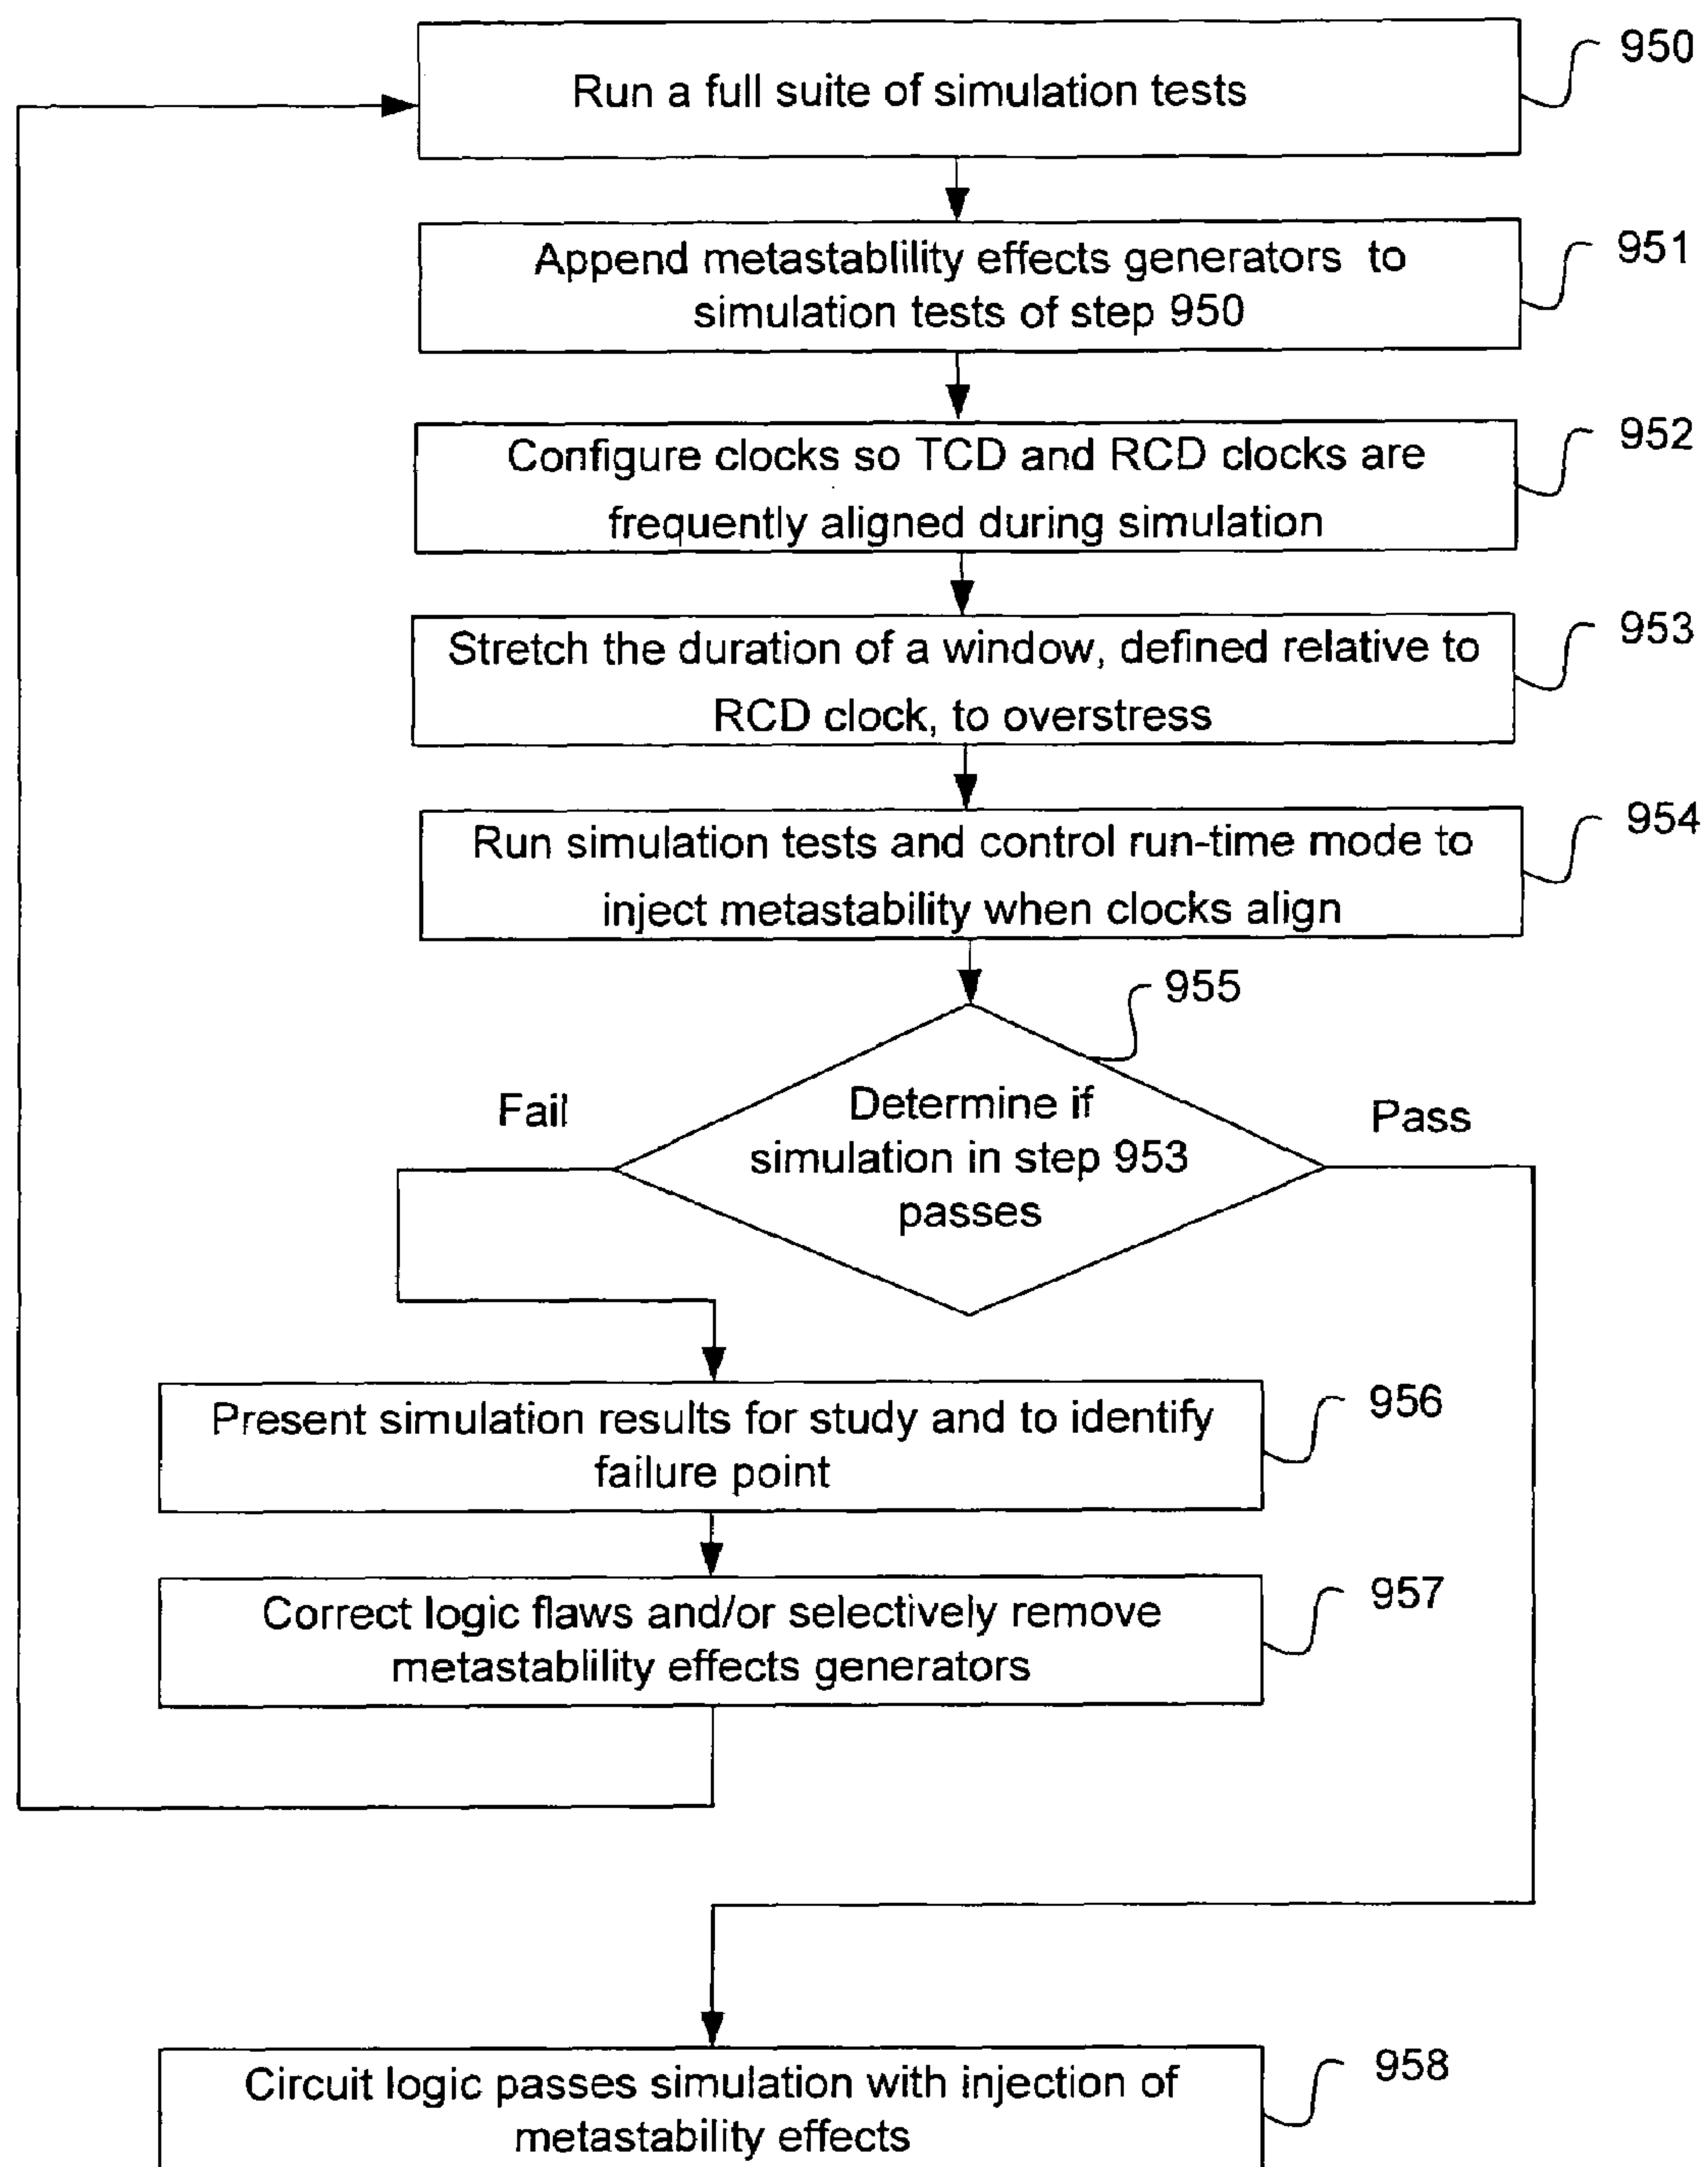 Run a full suite of simulation tests
950
Append metastablility effects generators to
simulation tests of step 950
951
Configure clocks so TCD and RCD clocks are
frequently aligned during simulation
952
Stretch the duration of a window, defined relative to
RCD clock, to overstress
953
Run simulation tests and control run-time mode to
inject metastability when clocks align
954
955
Fail
Determine if
simulation in step 953
passes
Pass
Present simulation results for study and to identify
failure point
956
Correct logic flaws and/or selectively remove
metastablility effects generators
957
Circuit logic passes simulation with injection of
metastability effects
958